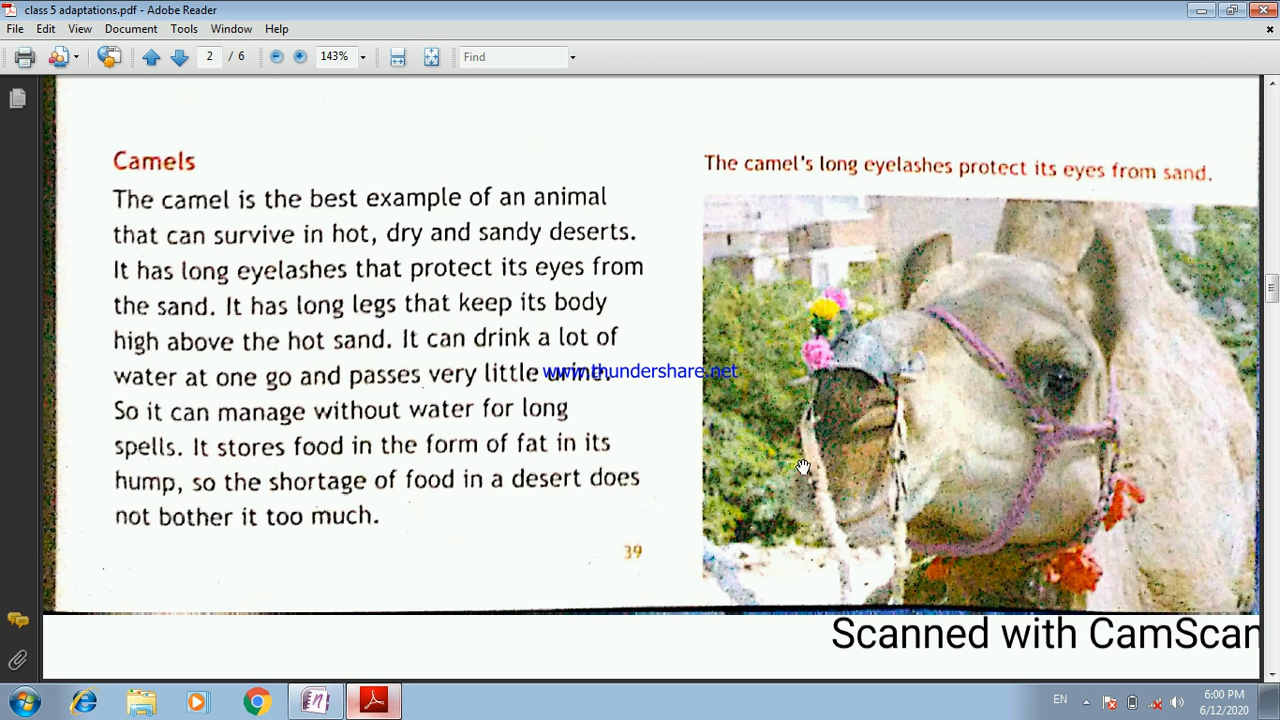 class 5 adaptations.pdf - Adobe Reader
File Edit View Document Tools Window Help
2 / 6 143% Find
Camels
The camel is the best example of an animal
that can survive in hot, dry and sandy deserts.
It has long eyelashes that protect its eyes from
the sand. It has long legs that keep its body
high above the hot sand. It can drink a lot of
water at one go and passes very little urine.
So it can manage without water for long
spells. It stores food in the form of fat in its
hump, so the shortage of food in a desert does
not bother it too much.
39
The camel's long eyelashes protect its eyes from sand.
www.thundershare.net
Scanned with CamScan
EN
6:00 PM
6/12/2020